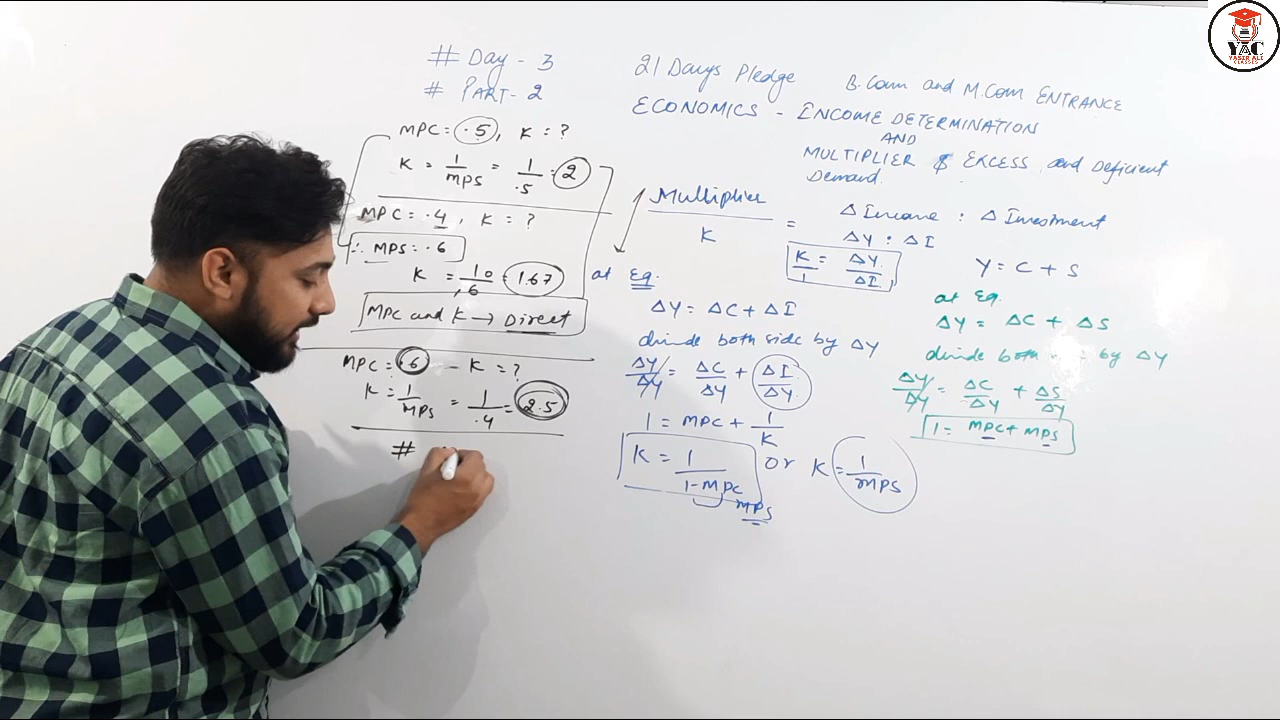 # Day - 3
# PART- 2
21 Days Pledge
B.Com and M.Com ENTRANCE
ECONOMICS - INCOME DETERMINATION
AND
MULTIPLIER & EXCESS and Deficient
Demand.
MPC = .5, K = ?
K = 1/MPS = 1/.5 = 2
MPC = .4, K = ?
∴ MPS = .6
K = 10/.6 = 1.67
MPC and K → Direct
MPC = .6 - K = ?
K = 1/MPS = 1/.4 = 2.5
#
Multiplier/K = Δ Income : Δ Investment
ΔY : ΔI
K/1 = ΔY/ΔI
at Eq.
ΔY = ΔC + ΔI
divide both side by ΔY
ΔY/ΔY = ΔC/ΔY + ΔI/ΔY
1 = MPC + 1/K
K = 1/1-MPC or K = 1/MPS
MPS
Y = C + S
at Eq.
ΔY = ΔC + ΔS
divide both by ΔY
ΔY/ΔY = ΔC/ΔY + ΔS/ΔY
1 = MPC + MPS
YAC
YASIR ALI
CLASSES